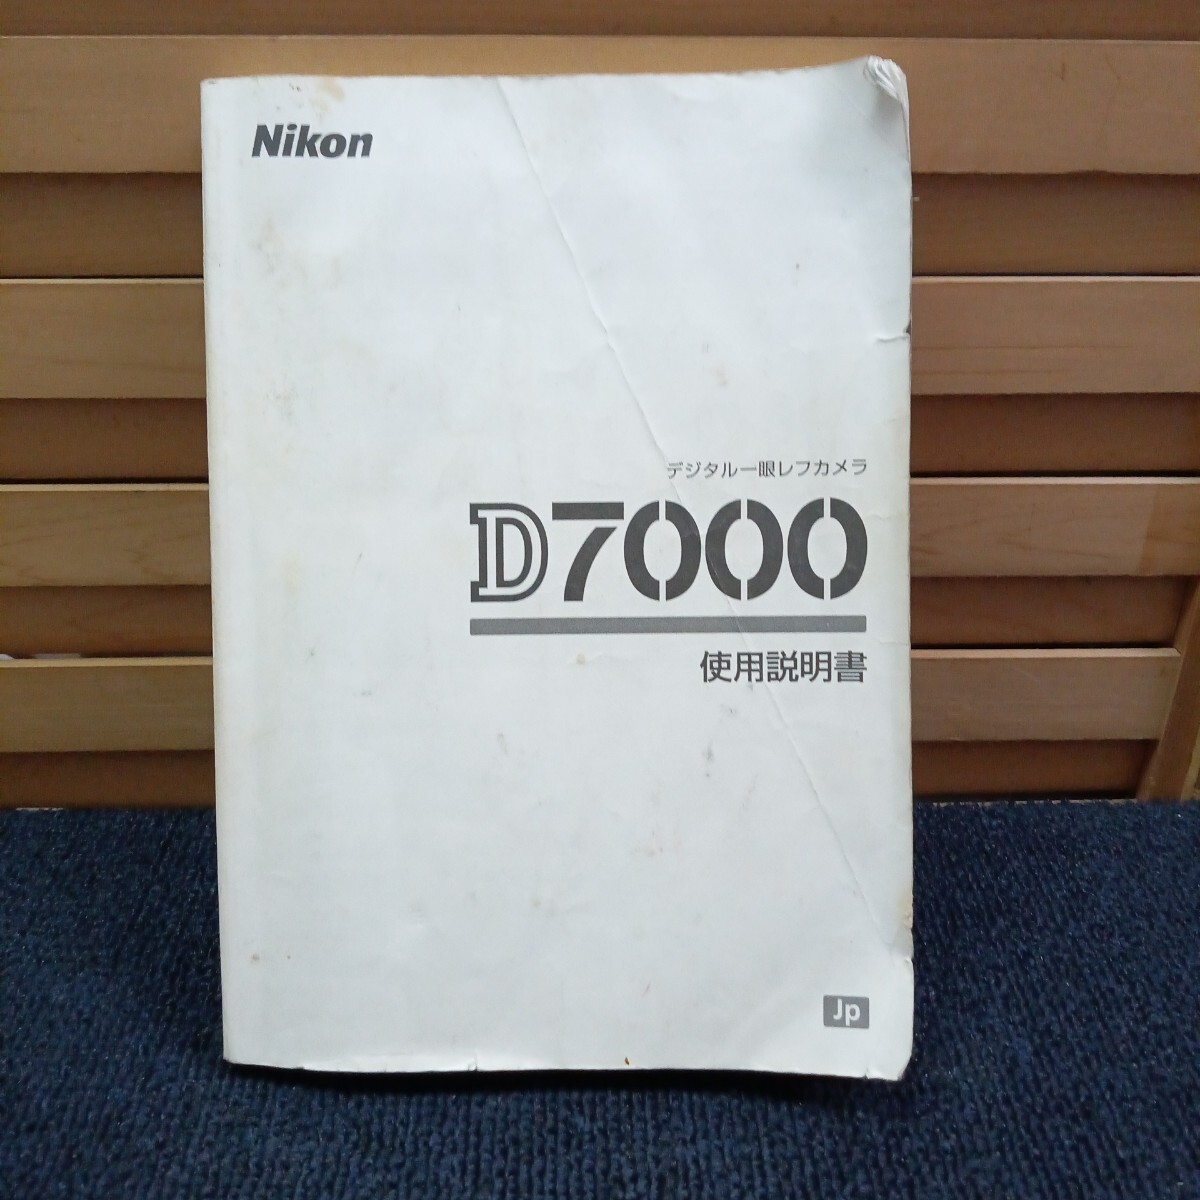 Nikon
デジタル一眼レフカメラ
D7000
使用説明書
Jp